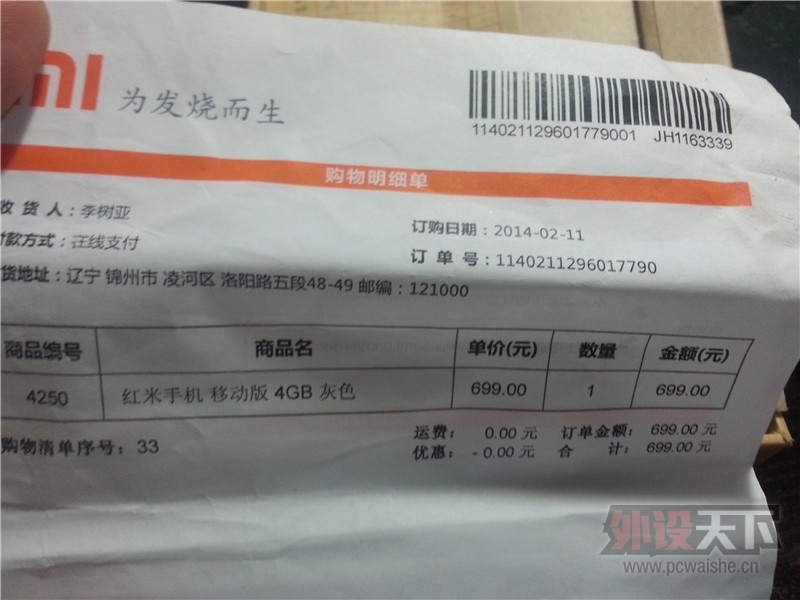 mi 为发烧而生
114021129601779001 JH1163339
购物明细单
收货人：李树亚
付款方式：在线支付
订购日期：2014-02-11
订单号：1140211296017790
货地址：辽宁 锦州市 凌河区 洛阳路五段48-49 邮编：121000
商品编号 商品名 单价(元) 数量 金额(元)
4250 红米手机 移动版 4GB 灰色 699.00 1 699.00
购物清单序号：33
运费： 0.00 元 订单金额： 699.00 元
优惠： - 0.00 元 合 计： 699.00 元
外设天下
www.pcwaishe.cn